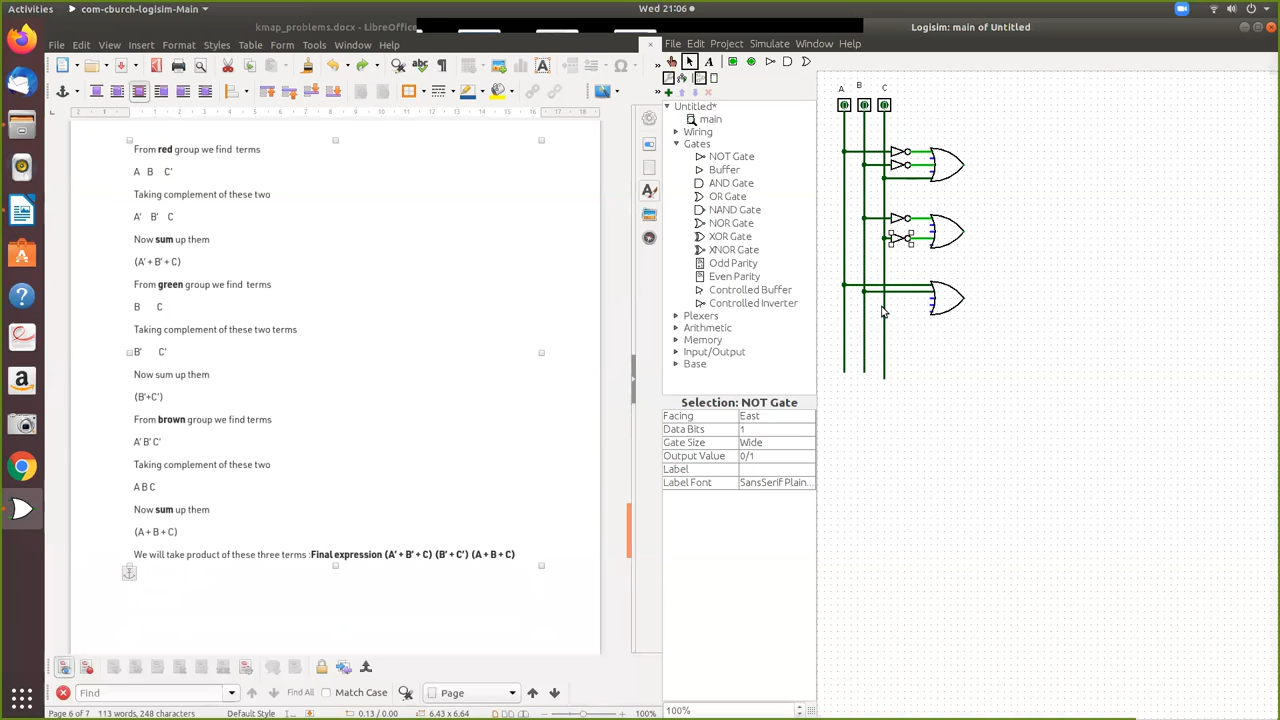 Activities
com-cburch-logisim-Main
Wed 21:06
kmap_problems.docx - LibreOffice
Logisim: main of Untitled
File Edit View Insert Format Styles Table Form Tools Window Help
File Edit Project Simulate Window Help
From red group we find terms
A B C’
Taking complement of these two
A’ B’ C
Now sum up them
(A’ + B’ + C)
From green group we find terms
B C
Taking complement of these two terms
B’ C’
Now sum up them
(B’+C’)
From brown group we find terms
A’ B’ C’
Taking complement of these two
A B C
Now sum up them
(A + B + C)
We will take product of these three terms :Final expression (A’ + B’ + C) (B’ + C’) (A + B + C)
Find
Find All
Match Case
Page
Page 6 of 7
113 words, 248 characters
Default Style
0.13 / 0.00
6.43 x 6.64
100%
Untitled*
main
Wiring
Gates
NOT Gate
Buffer
AND Gate
OR Gate
NAND Gate
NOR Gate
XOR Gate
XNOR Gate
Odd Parity
Even Parity
Controlled Buffer
Controlled Inverter
Plexers
Arithmetic
Memory
Input/Output
Base
Selection: NOT Gate
Facing East
Data Bits 1
Gate Size Wide
Output Value 0/1
Label
Label Font SansSerif Plain...
100%
A B C